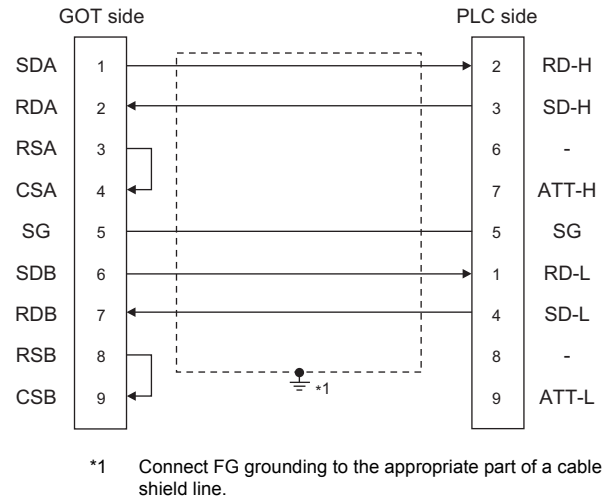 GOT side PLC side
SDA 1 2 RD-H
RDA 2 3 SD-H
RSA 3 6 -
CSA 4 7 ATT-H
SG 5 5 SG
SDB 6 1 RD-L
RDB 7 4 SD-L
RSB 8 8 -
CSB 9 9 ATT-L
*1
*1 Connect FG grounding to the appropriate part of a cable
shield line.